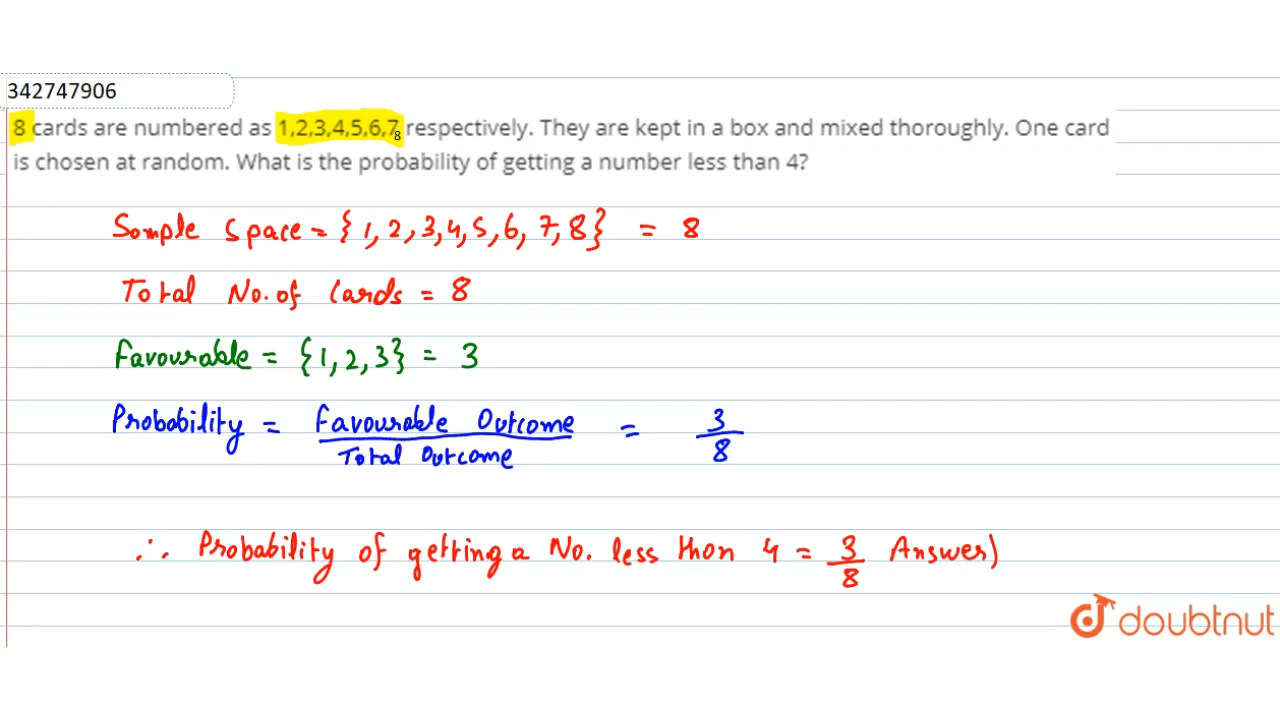 342747906
8 cards are numbered as 1,2,3,4,5,6,7,8 respectively. They are kept in a box and mixed thoroughly. One card
is chosen at random. What is the probability of getting a number less than 4?
Sample Space = {1, 2, 3, 4, 5, 6, 7, 8} = 8
Total No. of Cards = 8
Favourable = {1, 2, 3} = 3
Probability = Favourable Outcome / Total Outcome = 3/8
∴ Probability of getting a No. less than 4 = 3/8 Answer)
doubtnut